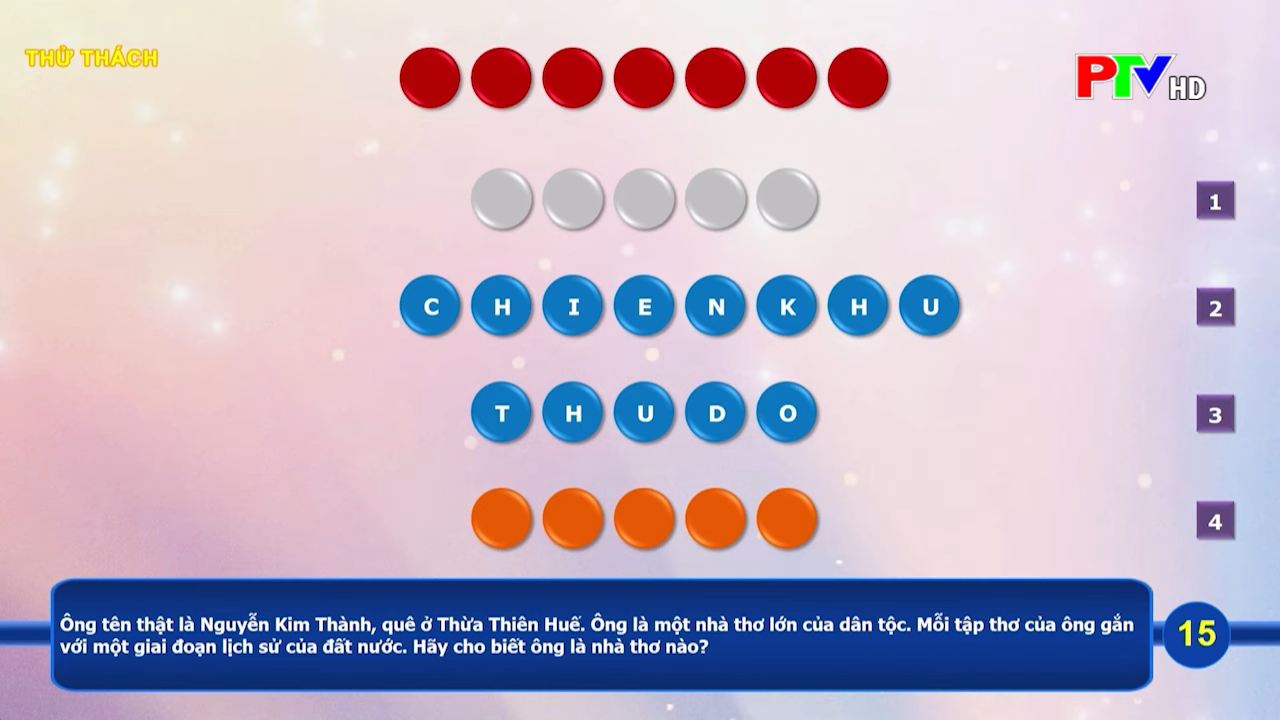 THỬ THÁCH
PTV HD
1
C H I E N K H U
2
T H U D O
3
4
Ông tên thật là Nguyễn Kim Thành, quê ở Thừa Thiên Huế. Ông là một nhà thơ lớn của dân tộc. Mỗi tập thơ của ông gắn
với một giai đoạn lịch sử của đất nước. Hãy cho biết ông là nhà thơ nào?
15